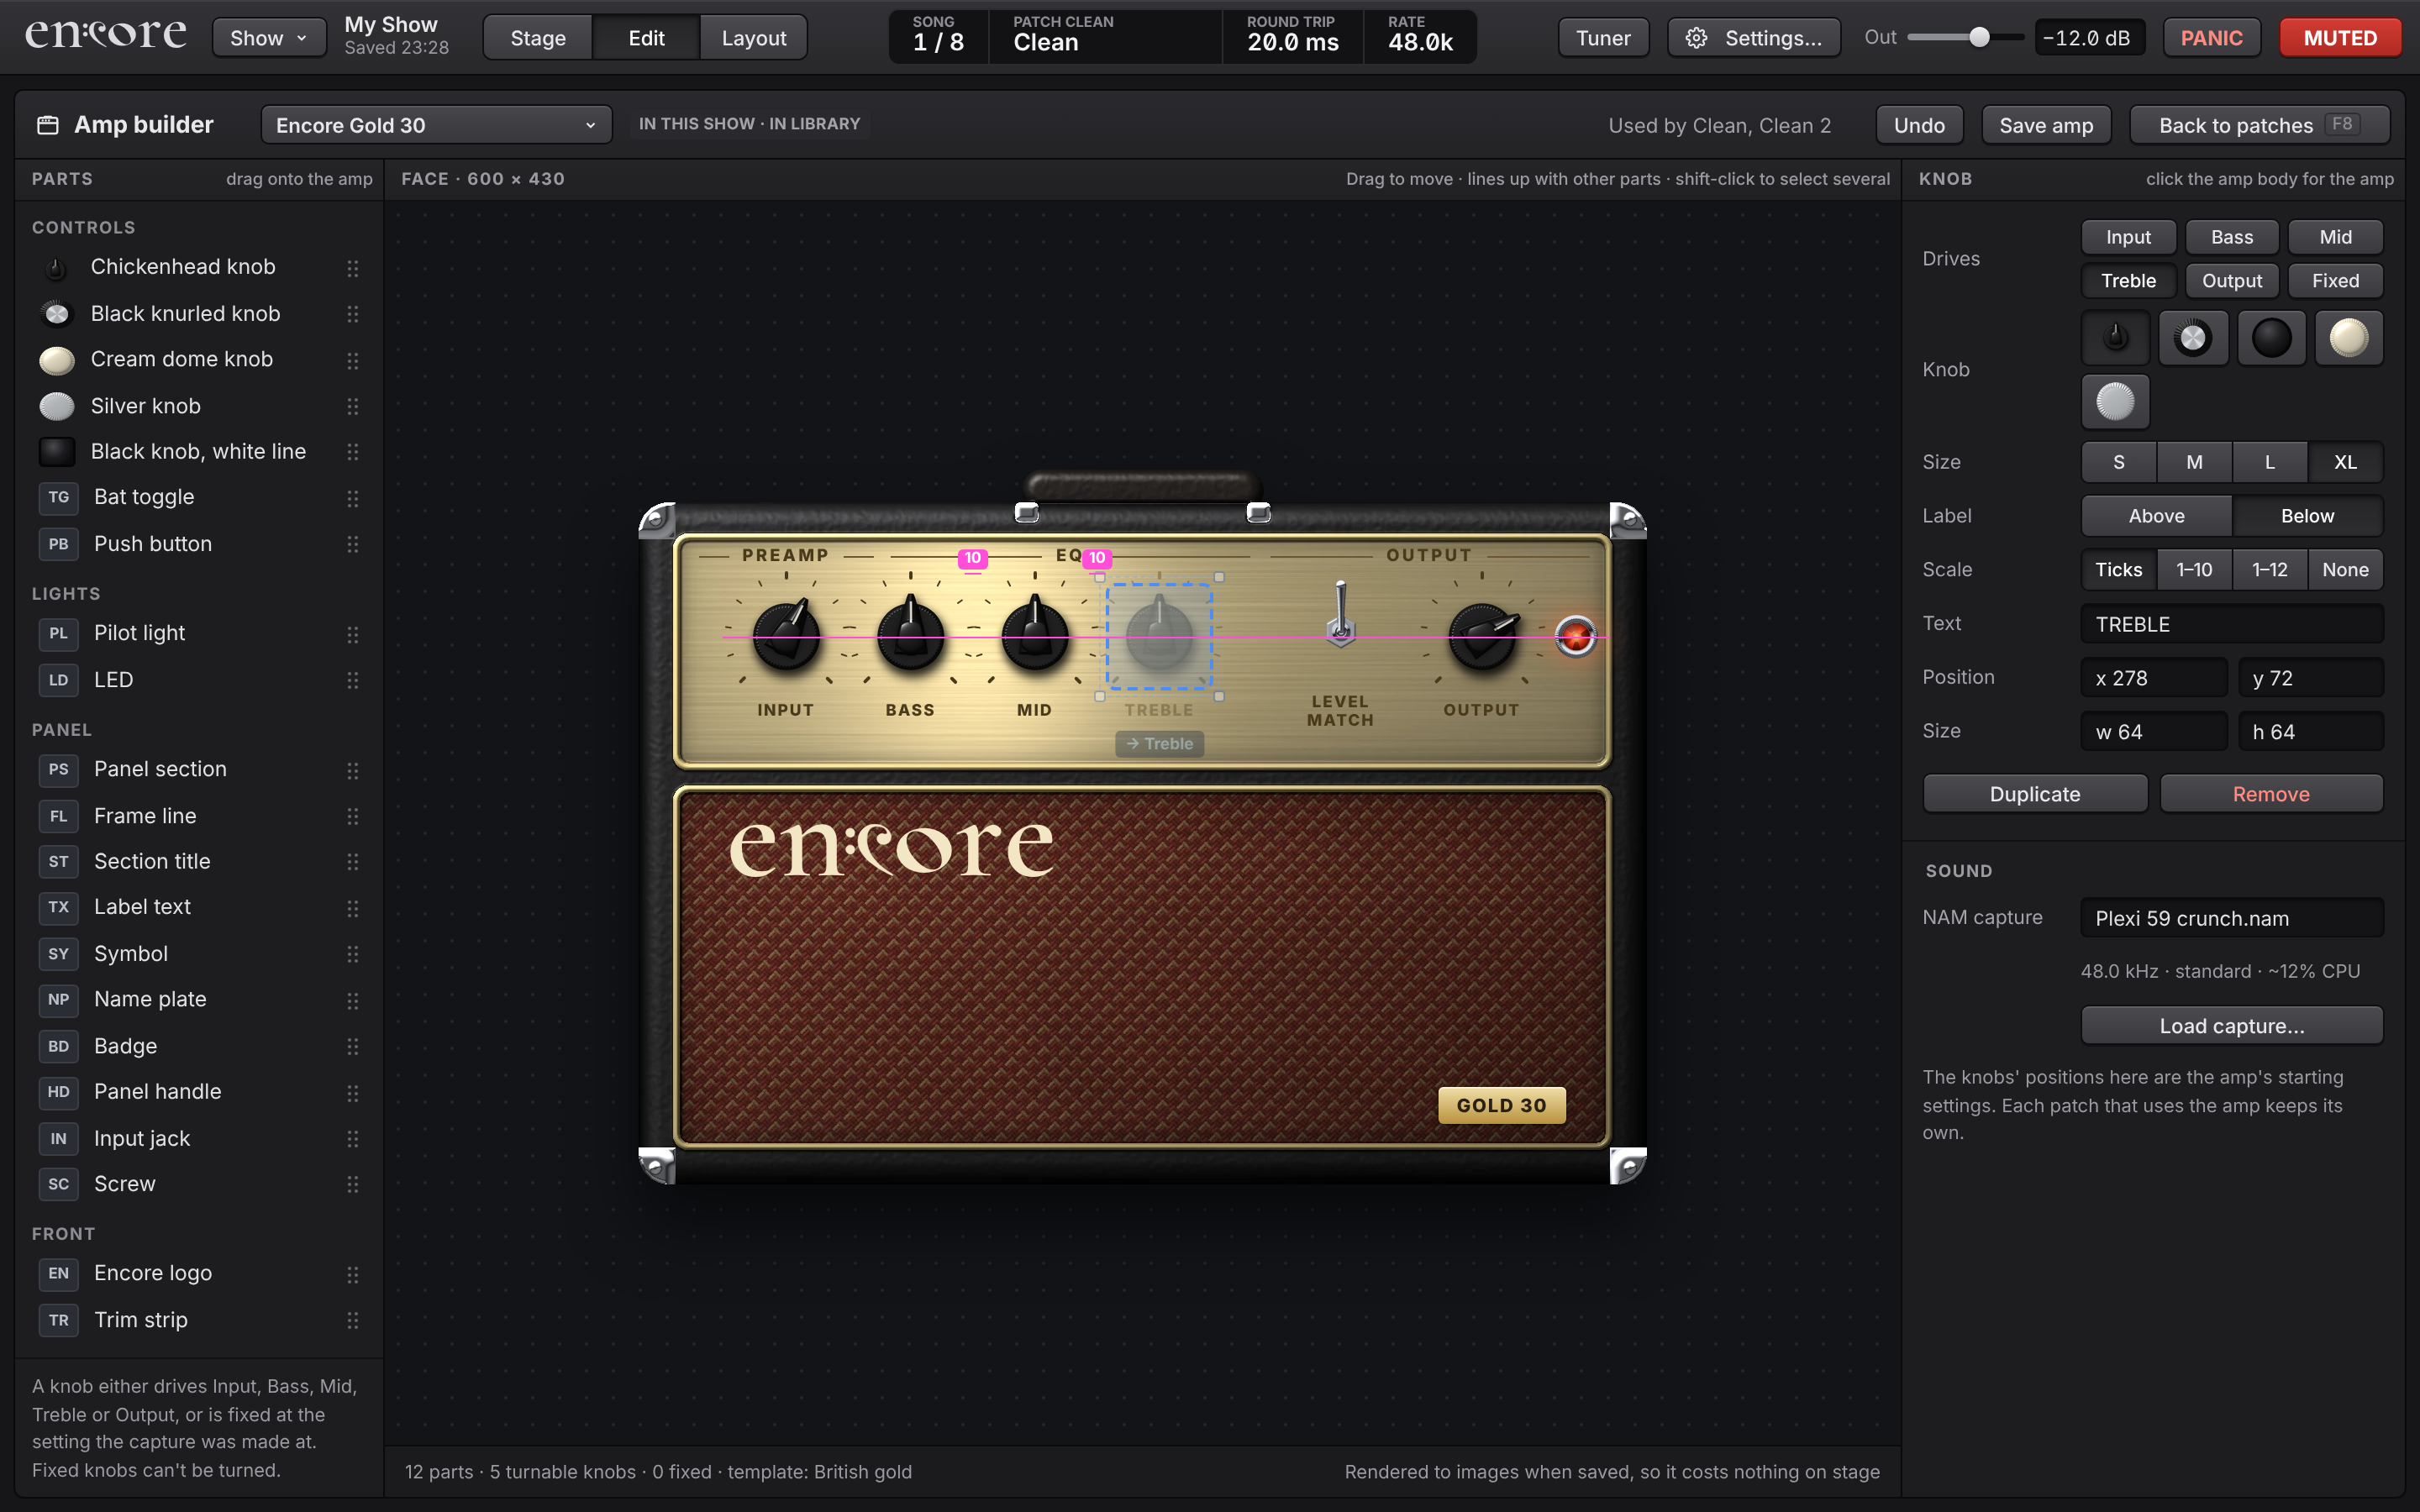 encore
Show
My Show
Saved 23:28
Stage
Edit
Layout
SONG
1 / 8
PATCH CLEAN
Clean
ROUND TRIP
20.0 ms
RATE
48.0k
Tuner
Settings...
Out
−12.0 dB
PANIC
MUTED
Amp builder
Encore Gold 30
IN THIS SHOW · IN LIBRARY
Used by Clean, Clean 2
Undo
Save amp
Back to patches F8
PARTS
drag onto the amp
CONTROLS
Chickenhead knob
Black knurled knob
Cream dome knob
Silver knob
Black knob, white line
TG Bat toggle
PB Push button
LIGHTS
PL Pilot light
LD LED
PANEL
PS Panel section
FL Frame line
ST Section title
TX Label text
SY Symbol
NP Name plate
BD Badge
HD Panel handle
IN Input jack
SC Screw
FRONT
EN Encore logo
TR Trim strip
A knob either drives Input, Bass, Mid,
Treble or Output, or is fixed at the
setting the capture was made at.
Fixed knobs can't be turned.
FACE · 600 × 430
Drag to move · lines up with other parts · shift-click to select several
PREAMP
10
EQ
10
OUTPUT
INPUT
BASS
MID
TREBLE
LEVEL
MATCH
OUTPUT
→ Treble
encore
GOLD 30
12 parts · 5 turnable knobs · 0 fixed · template: British gold
Rendered to images when saved, so it costs nothing on stage
KNOB
click the amp body for the amp
Drives
Input
Bass
Mid
Treble
Output
Fixed
Knob
Size
S
M
L
XL
Label
Above
Below
Scale
Ticks
1–10
1–12
None
Text
TREBLE
Position
x 278
y 72
Size
w 64
h 64
Duplicate
Remove
SOUND
NAM capture
Plexi 59 crunch.nam
48.0 kHz · standard · ~12% CPU
Load capture...
The knobs' positions here are the amp's starting
settings. Each patch that uses the amp keeps its
own.